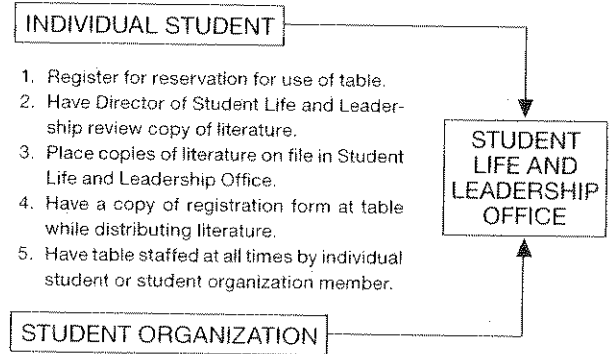 INDIVIDUAL STUDENT
1. Register for reservation for use of table.
2. Have Director of Student Life and Leader-
ship review copy of literature.
3. Place copies of literature on file in Student
Life and Leadership Office.
4. Have a copy of registration form at table
while distributing literature.
5. Have table staffed at all times by individual
student or student organization member.
STUDENT ORGANIZATION
STUDENT
LIFE AND
LEADERSHIP
OFFICE